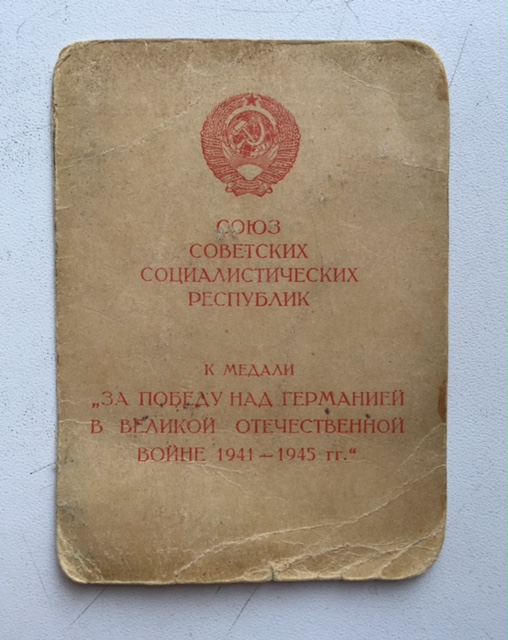 СОЮЗ
СОВЕТСКИХ
СОЦИАЛИСТИЧЕСКИХ
РЕСПУБЛИК
К МЕДАЛИ
„ЗА ПОБЕДУ НАД ГЕРМАНИЕЙ
В ВЕЛИКОЙ ОТЕЧЕСТВЕННОЙ
ВОЙНЕ 1941—1945 гг.“